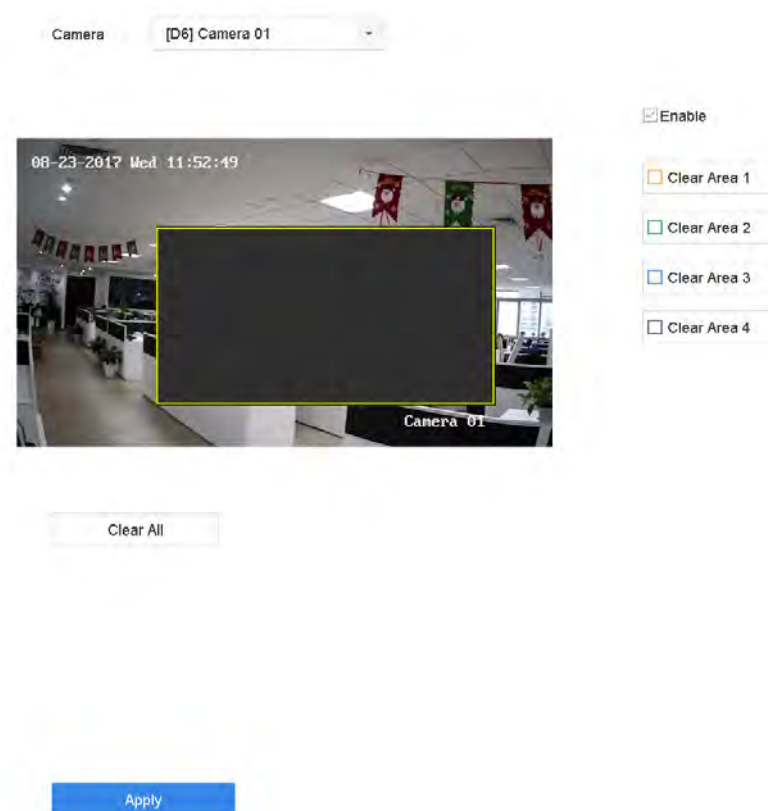 Camera [D6] Camera 01
Enable
08-23-2017 Wed 11:52:49
Clear Area 1
Clear Area 2
Clear Area 3
Clear Area 4
Camera 01
Clear All
Apply